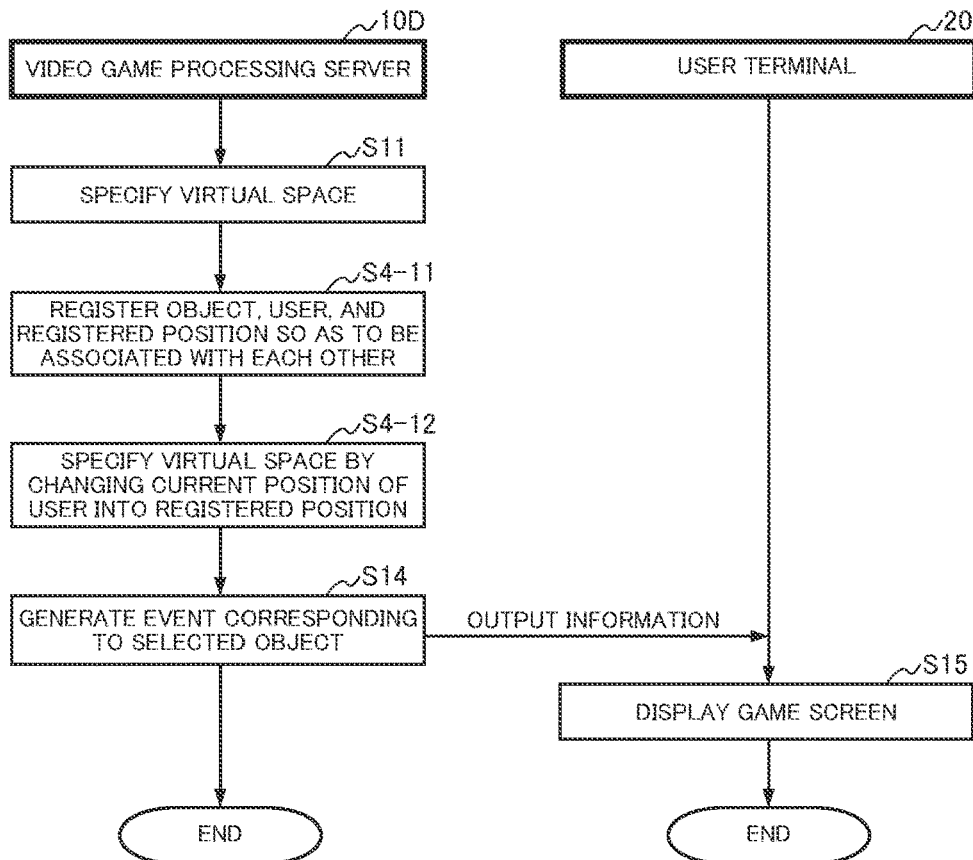 10D
VIDEO GAME PROCESSING SERVER
20
USER TERMINAL
S11
SPECIFY VIRTUAL SPACE
S4-11
REGISTER OBJECT, USER, AND
REGISTERED POSITION SO AS TO BE
ASSOCIATED WITH EACH OTHER
S4-12
SPECIFY VIRTUAL SPACE BY
CHANGING CURRENT POSITION OF
USER INTO REGISTERED POSITION
S14
GENERATE EVENT CORRESPONDING
TO SELECTED OBJECT
OUTPUT INFORMATION
S15
DISPLAY GAME SCREEN
END
END